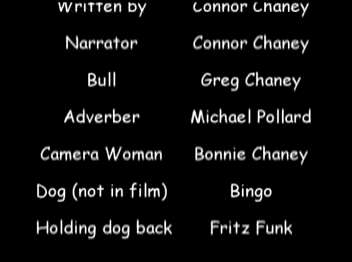 Written by Connor Chaney
Narrator Connor Chaney
Bull Greg Chaney
Adverber Michael Pollard
Camera Woman Bonnie Chaney
Dog (not in film) Bingo
Holding dog back Fritz Funk